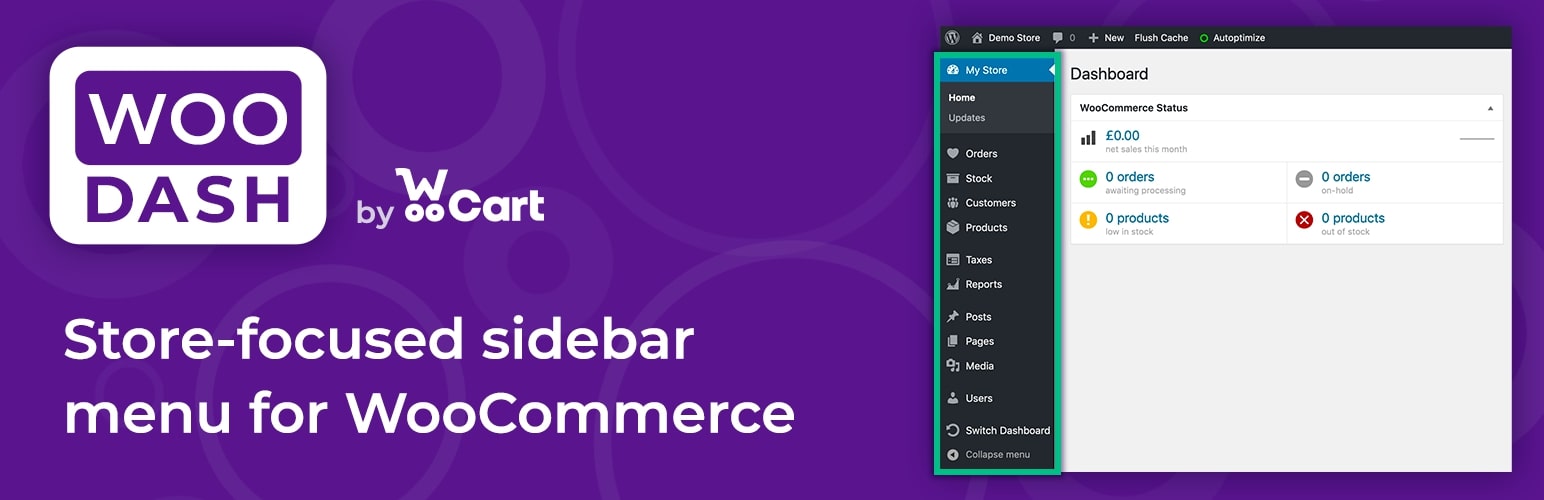 WOO
DASH
by WooCart
Store-focused sidebar
menu for WooCommerce
Demo Store 0 New Flush Cache Autoptimize
My Store
Home
Updates
Orders
Stock
Customers
Products
Taxes
Reports
Posts
Pages
Media
Users
Switch Dashboard
Collapse menu
Dashboard
WooCommerce Status
£0.00
net sales this month
0 orders
awaiting processing
0 orders
on-hold
0 products
low in stock
0 products
out of stock